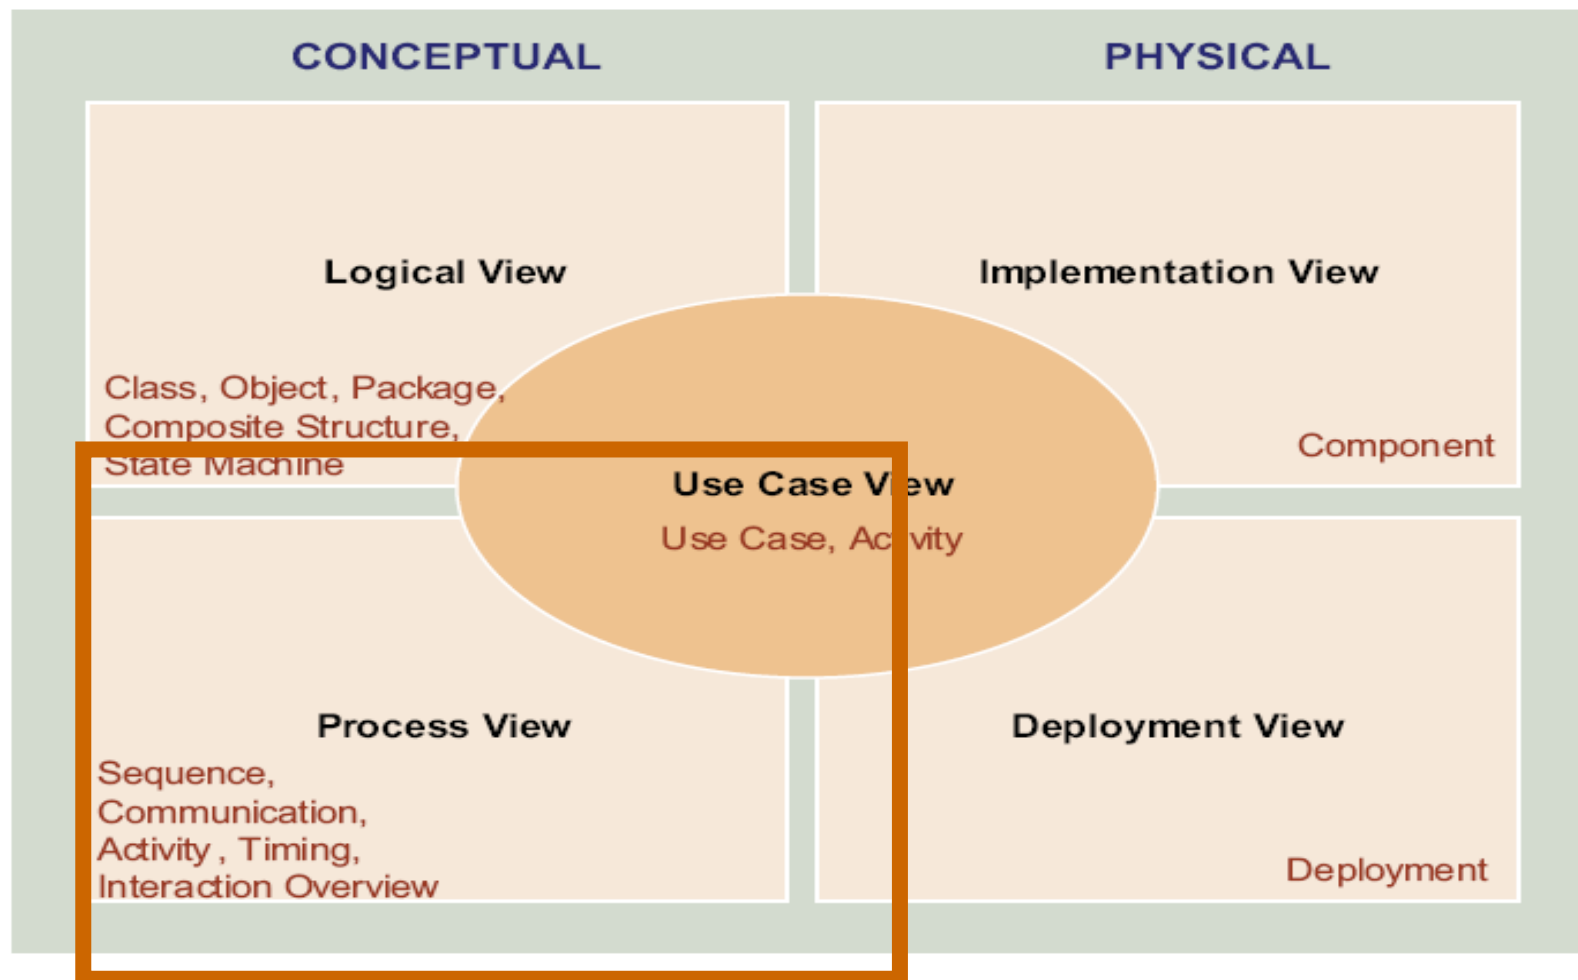 CONCEPTUAL
PHYSICAL
Logical View
Implementation View
Class, Object, Package,
Composite Structure,
State Machine
Component
Use Case View
Use Case, Activity
Process View
Deployment View
Sequence,
Communication,
Activity, Timing,
Interaction Overview
Deployment